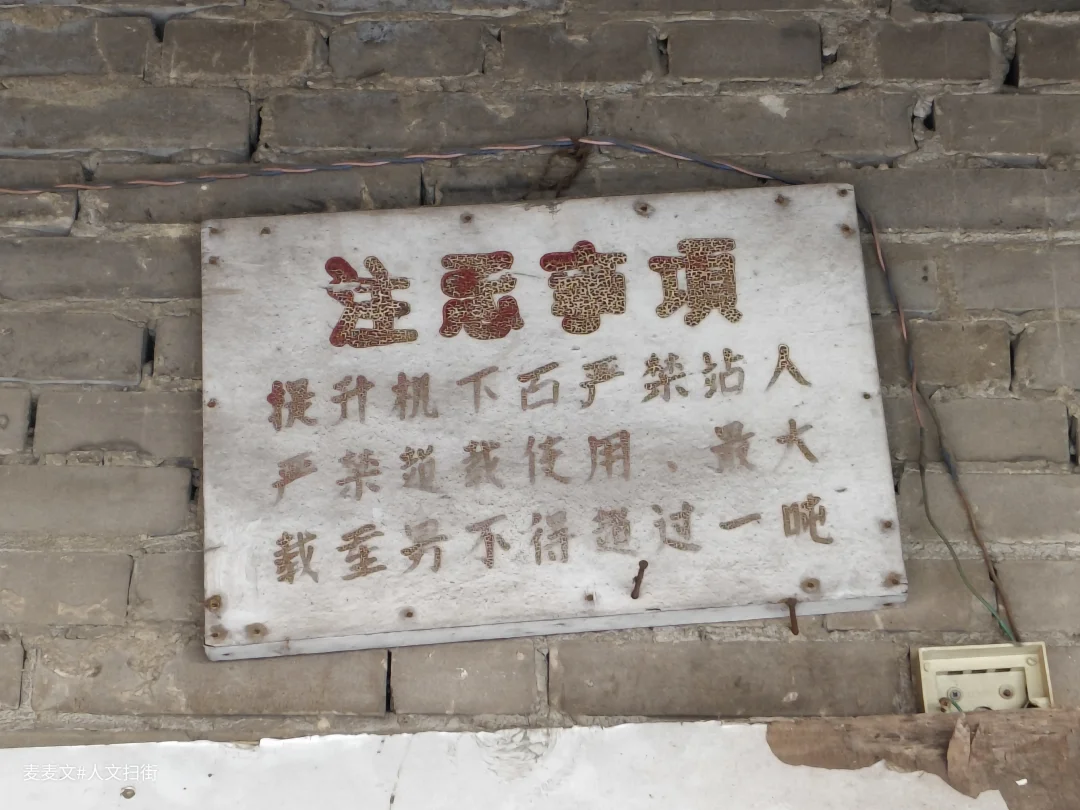 注意事項
提升机下面严禁站人
严禁超载使用、最大
载重量不得超过一吨
麦麦文#人文扫街